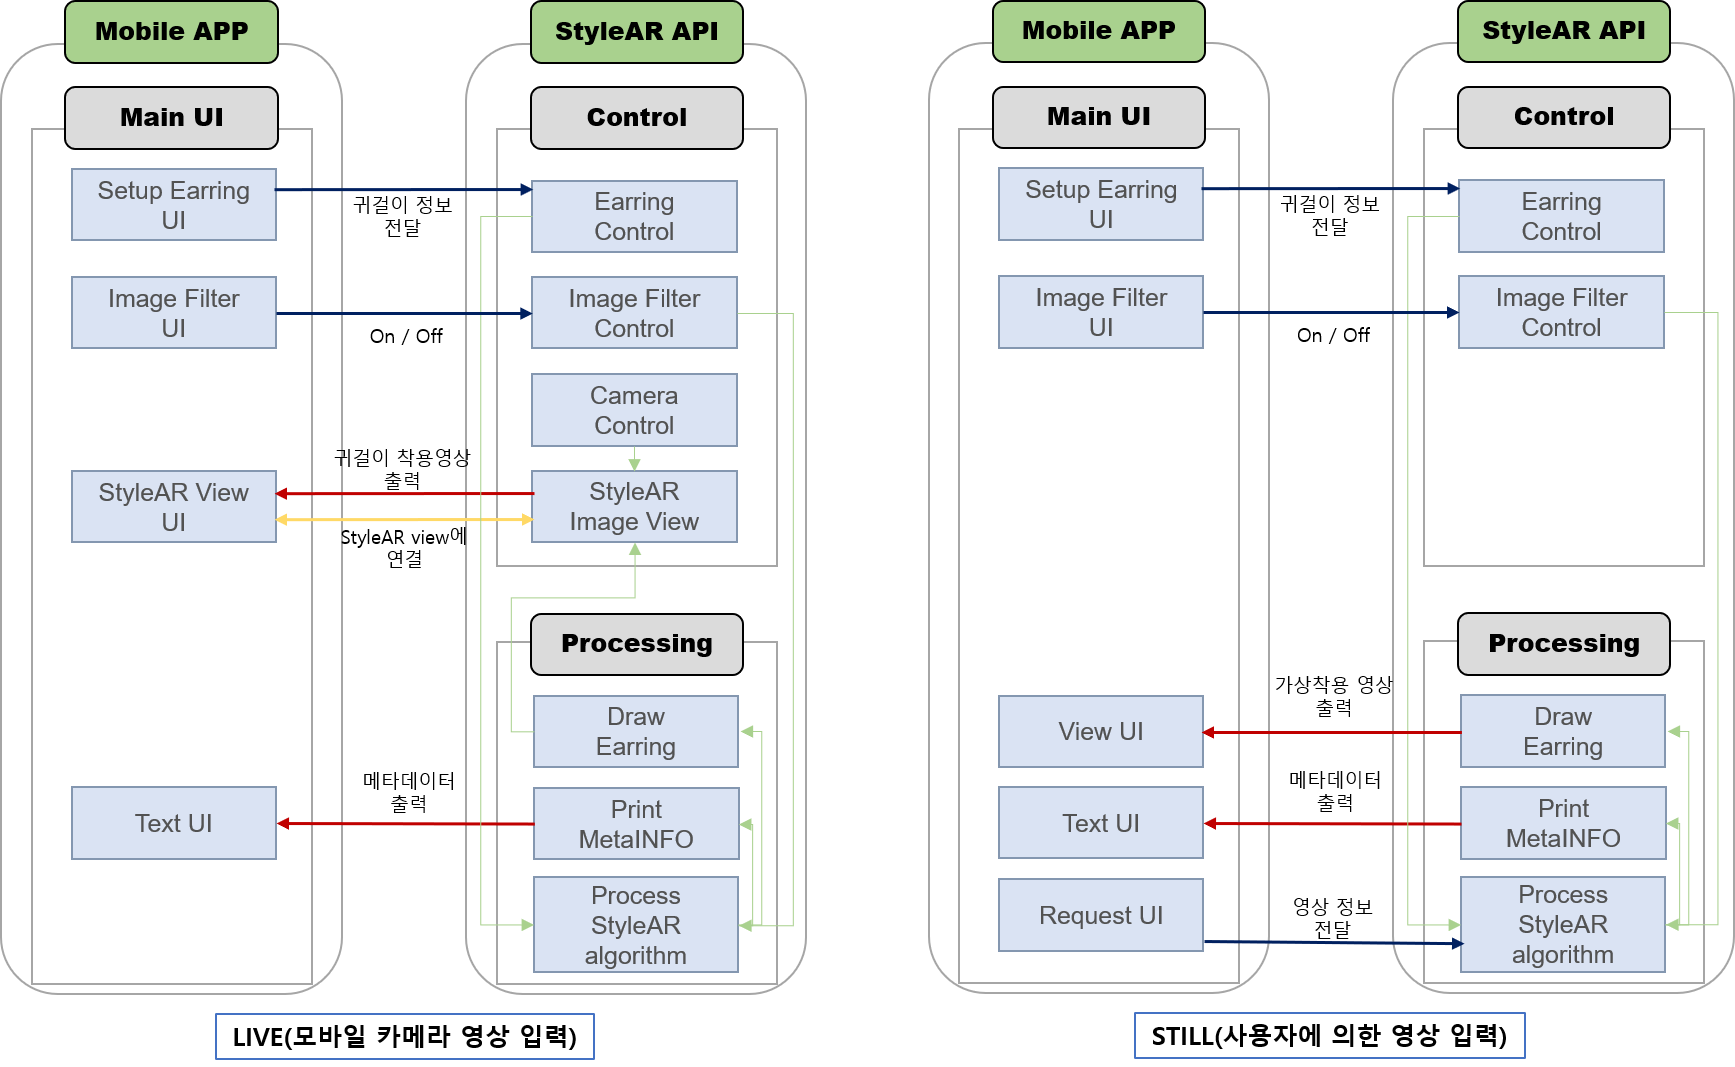 Mobile APP
StyleAR API
Main UI
Control
Setup Earring
UI
귀걸이 정보
전달
Earring
Control
Image Filter
UI
On / Off
Image Filter
Control
Camera
Control
귀걸이 착용영상
출력
StyleAR View
UI
StyleAR
Image View
StyleAR view에
연결
Processing
Draw
Earring
메타데이터
출력
Text UI
Print
MetaINFO
Process
StyleAR
algorithm
LIVE(모바일 카메라 영상 입력)
Mobile APP
StyleAR API
Main UI
Control
Setup Earring
UI
귀걸이 정보
전달
Earring
Control
Image Filter
UI
On / Off
Image Filter
Control
Processing
가상착용 영상
출력
View UI
Draw
Earring
메타데이터
출력
Text UI
Print
MetaINFO
Request UI
영상 정보
전달
Process
StyleAR
algorithm
STILL(사용자에 의한 영상 입력)